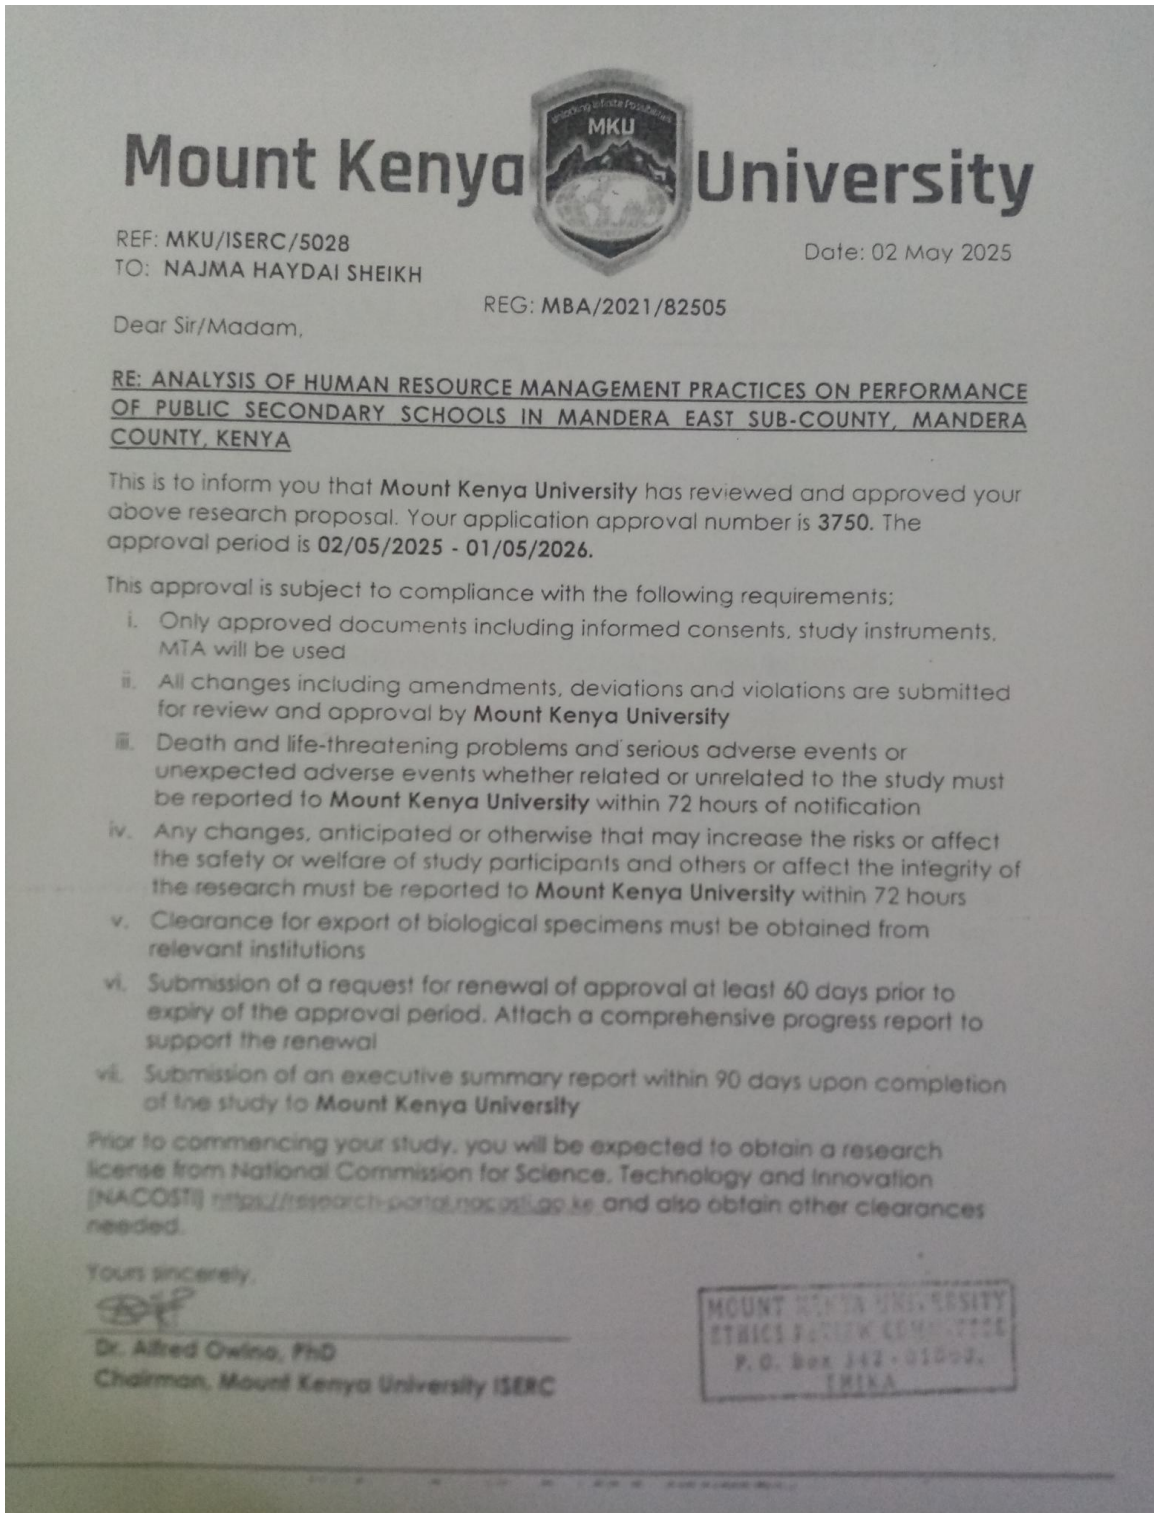 Unlocking Infinite Possibilities
MKU
Mount Kenya University
REF: MKU/ISERC/5028
Date: 02 May 2025
TO: NAJMA HAYDAI SHEIKH
REG: MBA/2021/82505
Dear Sir/Madam,
RE: ANALYSIS OF HUMAN RESOURCE MANAGEMENT PRACTICES ON PERFORMANCE
OF PUBLIC SECONDARY SCHOOLS IN MANDERA EAST SUB-COUNTY, MANDERA
COUNTY, KENYA
This is to inform you that Mount Kenya University has reviewed and approved your
above research proposal. Your application approval number is 3750. The
approval period is 02/05/2025 - 01/05/2026.
This approval is subject to compliance with the following requirements;
i. Only approved documents including informed consents, study instruments,
MTA will be used
ii. All changes including amendments, deviations and violations are submitted
for review and approval by Mount Kenya University
iii. Death and life-threatening problems and serious adverse events or
unexpected adverse events whether related or unrelated to the study must
be reported to Mount Kenya University within 72 hours of notification
iv. Any changes, anticipated or otherwise that may increase the risks or affect
the safety or welfare of study participants and others or affect the integrity of
the research must be reported to Mount Kenya University within 72 hours
v. Clearance for export of biological specimens must be obtained from
relevant institutions
vi. Submission of a request for renewal of approval at least 60 days prior to
expiry of the approval period. Attach a comprehensive progress report to
support the renewal
vii. Submission of an executive summary report within 90 days upon completion
of the study to Mount Kenya University
Prior to commencing your study, you will be expected to obtain a research
license from National Commission for Science, Technology and Innovation
(NACOSTI) https://research-portal.nacosti.go.ke and also obtain other clearances
needed.
Yours sincerely,
Dr. Alfred Owino, PhD
Chairman, Mount Kenya University ISERC
MOUNT KENYA UNIVERSITY
ETHICS REVIEW COMMITTEE
P. O. Box 342 -
THIKA